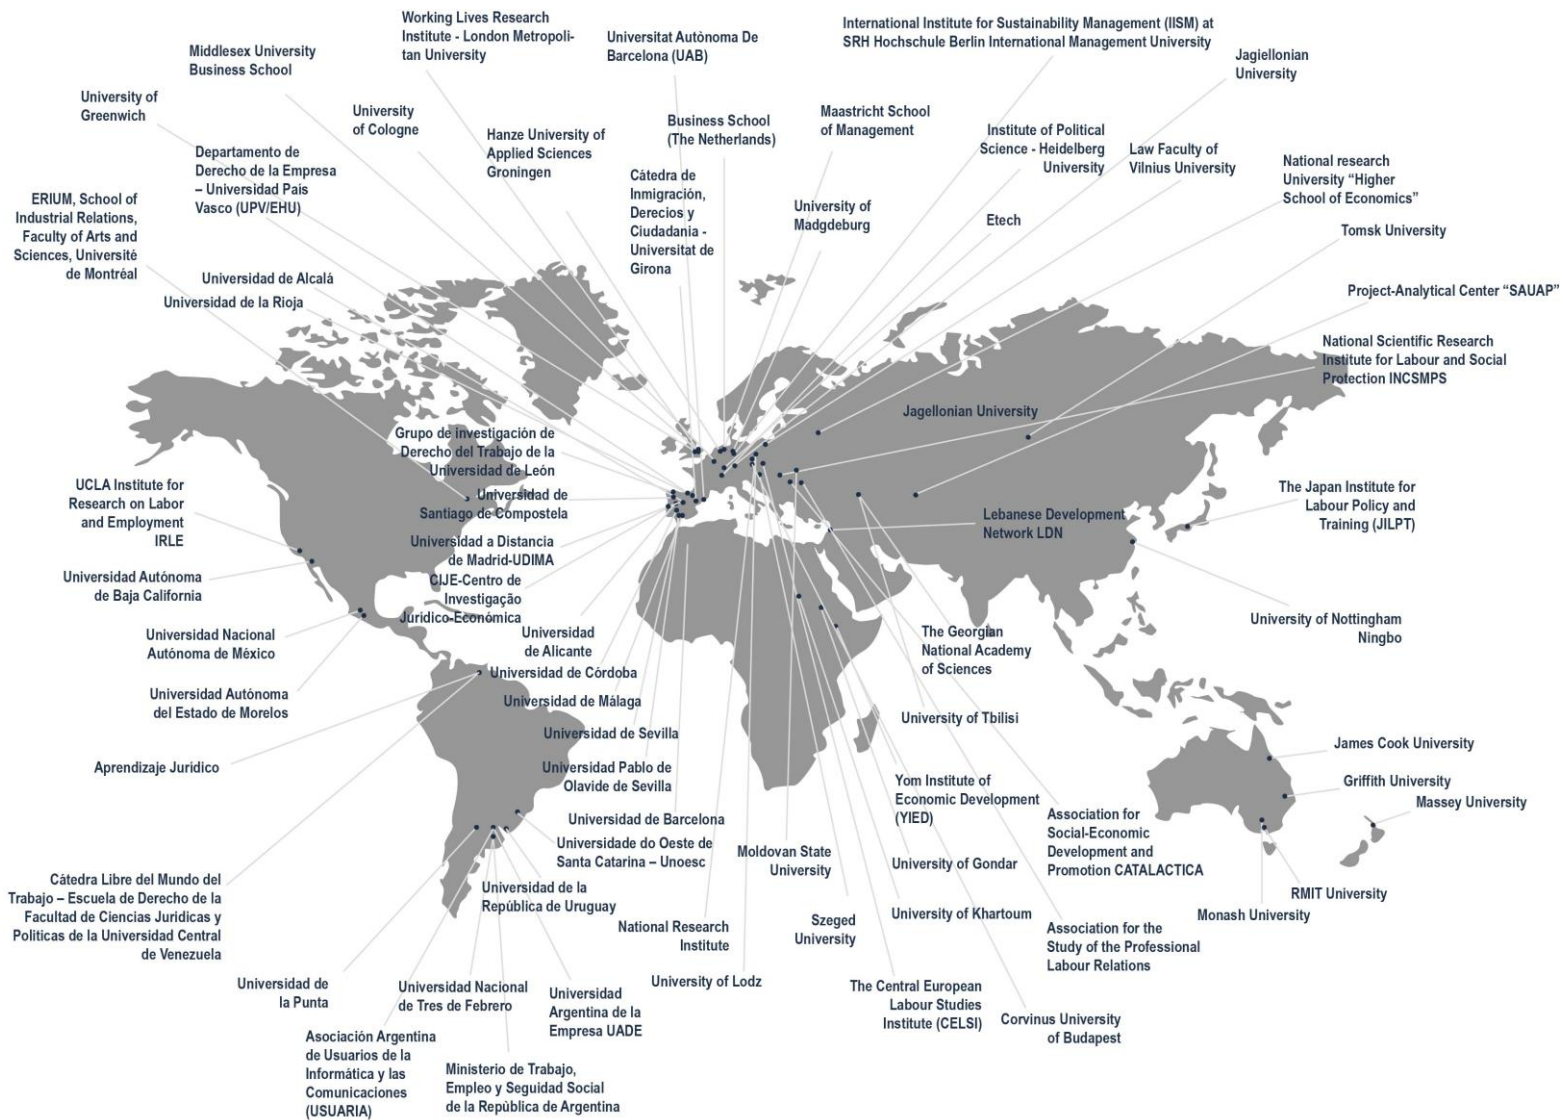 Working Lives Research
Institute - London Metropoli-
tan University
Middlesex University
Business School
University of
Greenwich
University
of Cologne
Universitat Autònoma De
Barcelona (UAB)
International Institute for Sustainability Management (IISM) at
SRH Hochschule Berlin International Management University
Jagiellonian
University
Hanze University of
Applied Sciences
Groningen
Business School
(The Netherlands)
Maastricht School
of Management
Institute of Political
Science - Heidelberg
University
Law Faculty of
Vilnius University
National research
University “Higher
School of Economics”
Departamento de
Derecho de la Empresa
– Universidad País
Vasco (UPV/EHU)
ERIUM, School of
Industrial Relations,
Faculty of Arts and
Sciences, Université
de Montréal
Cátedra de
Inmigración,
Derecios y
Ciudadania -
Universitat de
Girona
University of
Madgdeburg
Etech
Tomsk University
Universidad de Alcalá
Universidad de la Rioja
Project-Analytical Center “SAUAP”
National Scientific Research
Institute for Labour and Social
Protection INCSMPS
Jagellonian University
Grupo de investigación de
Derecho del Trabajo de la
Universidad de León
UCLA Institute for
Research on Labor
and Employment
IRLE
Universidad de
Santiago de Compostela
Lebanese Development
Network LDN
The Japan Institute for
Labour Policy and
Training (JILPT)
Universidad a Distancia
de Madrid-UDIMA
CIJE-Centro de
Investigação
Jurídico-Económica
Universidad Autónoma
de Baja California
Universidad Nacional
Autónoma de México
Universidad
de Alicante
The Georgian
National Academy
of Sciences
University of Nottingham
Ningbo
Universidad de Córdoba
Universidad Autónoma
del Estado de Morelos
Universidad de Málaga
University of Tbilisi
Universidad de Sevilla
James Cook University
Aprendizaje Jurídico
Universidad Pablo de
Olavide de Sevilla
Yom Institute of
Economic Development
(YIED)
Griffith University
Massey University
Universidad de Barcelona
Association for
Social-Economic
Development and
Promotion CATALACTICA
Universidade do Oeste de
Santa Catarina – Unoesc
Moldovan State
University
University of Gondar
Cátedra Libre del Mundo del
Trabajo – Escuela de Derecho de la
Facultad de Ciencias Juridicas y
Politicas de la Universidad Central
de Venezuela
Universidad de la
República de Uruguay
RMIT University
Monash University
National Research
Institute
Szeged
University
University of Khartoum
Association for the
Study of the Professional
Labour Relations
Universidad de
la Punta
Universidad Nacional
de Tres de Febrero
Universidad
Argentina de la
Empresa UADE
University of Lodz
The Central European
Labour Studies
Institute (CELSI)
Corvinus University
of Budapest
Asociación Argentina
de Usuarios de la
Informática y las
Comunicaciones
(USUARIA)
Ministerio de Trabajo,
Empleo y Seguidad Social
de la Repùblica de Argentina